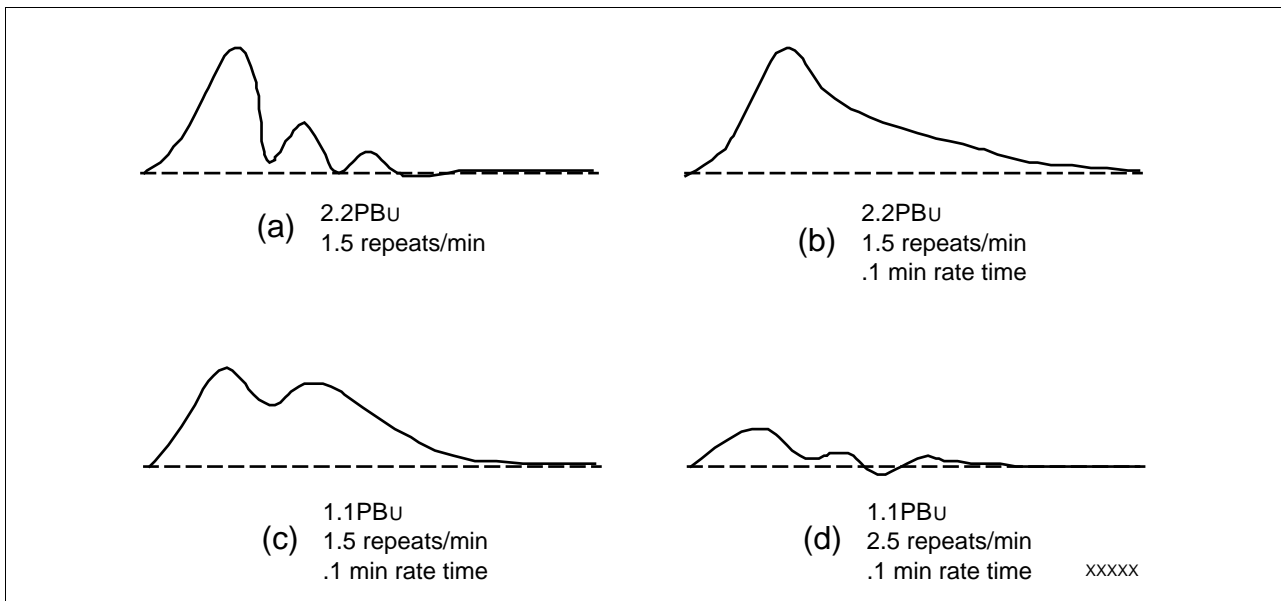 (a)
2.2PBU
1.5 repeats/min
(b)
2.2PBU
1.5 repeats/min
.1 min rate time
(c)
1.1PBU
1.5 repeats/min
.1 min rate time
(d)
1.1PBU
2.5 repeats/min
.1 min rate time
XXXXX